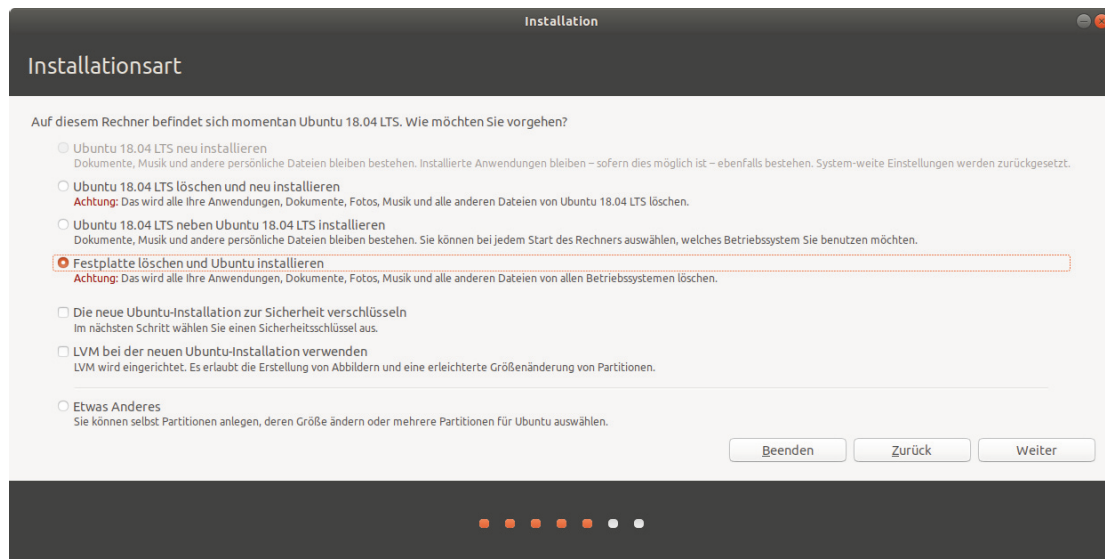 Installation
Installationsart
Auf diesem Rechner befindet sich momentan Ubuntu 18.04 LTS. Wie möchten Sie vorgehen?
Ubuntu 18.04 LTS neu installieren
Dokumente, Musik und andere persönliche Dateien bleiben bestehen. Installierte Anwendungen bleiben – sofern dies möglich ist – ebenfalls bestehen. System-weite Einstellungen werden zurückgesetzt.
Ubuntu 18.04 LTS löschen und neu installieren
Achtung: Das wird alle Ihre Anwendungen, Dokumente, Fotos, Musik und alle anderen Dateien von Ubuntu 18.04 LTS löschen.
Ubuntu 18.04 LTS neben Ubuntu 18.04 LTS installieren
Dokumente, Musik und andere persönliche Dateien bleiben bestehen. Sie können bei jedem Start des Rechners auswählen, welches Betriebssystem Sie benutzen möchten.
Festplatte löschen und Ubuntu installieren
Achtung: Das wird alle Ihre Anwendungen, Dokumente, Fotos, Musik und alle anderen Dateien von allen Betriebssystemen löschen.
Die neue Ubuntu-Installation zur Sicherheit verschlüsseln
Im nächsten Schritt wählen Sie einen Sicherheitsschlüssel aus.
LVM bei der neuen Ubuntu-Installation verwenden
LVM wird eingerichtet. Es erlaubt die Erstellung von Abbildern und eine erleichterte Größenänderung von Partitionen.
Etwas Anderes
Sie können selbst Partitionen anlegen, deren Größe ändern oder mehrere Partitionen für Ubuntu auswählen.
Beenden Zurück Weiter